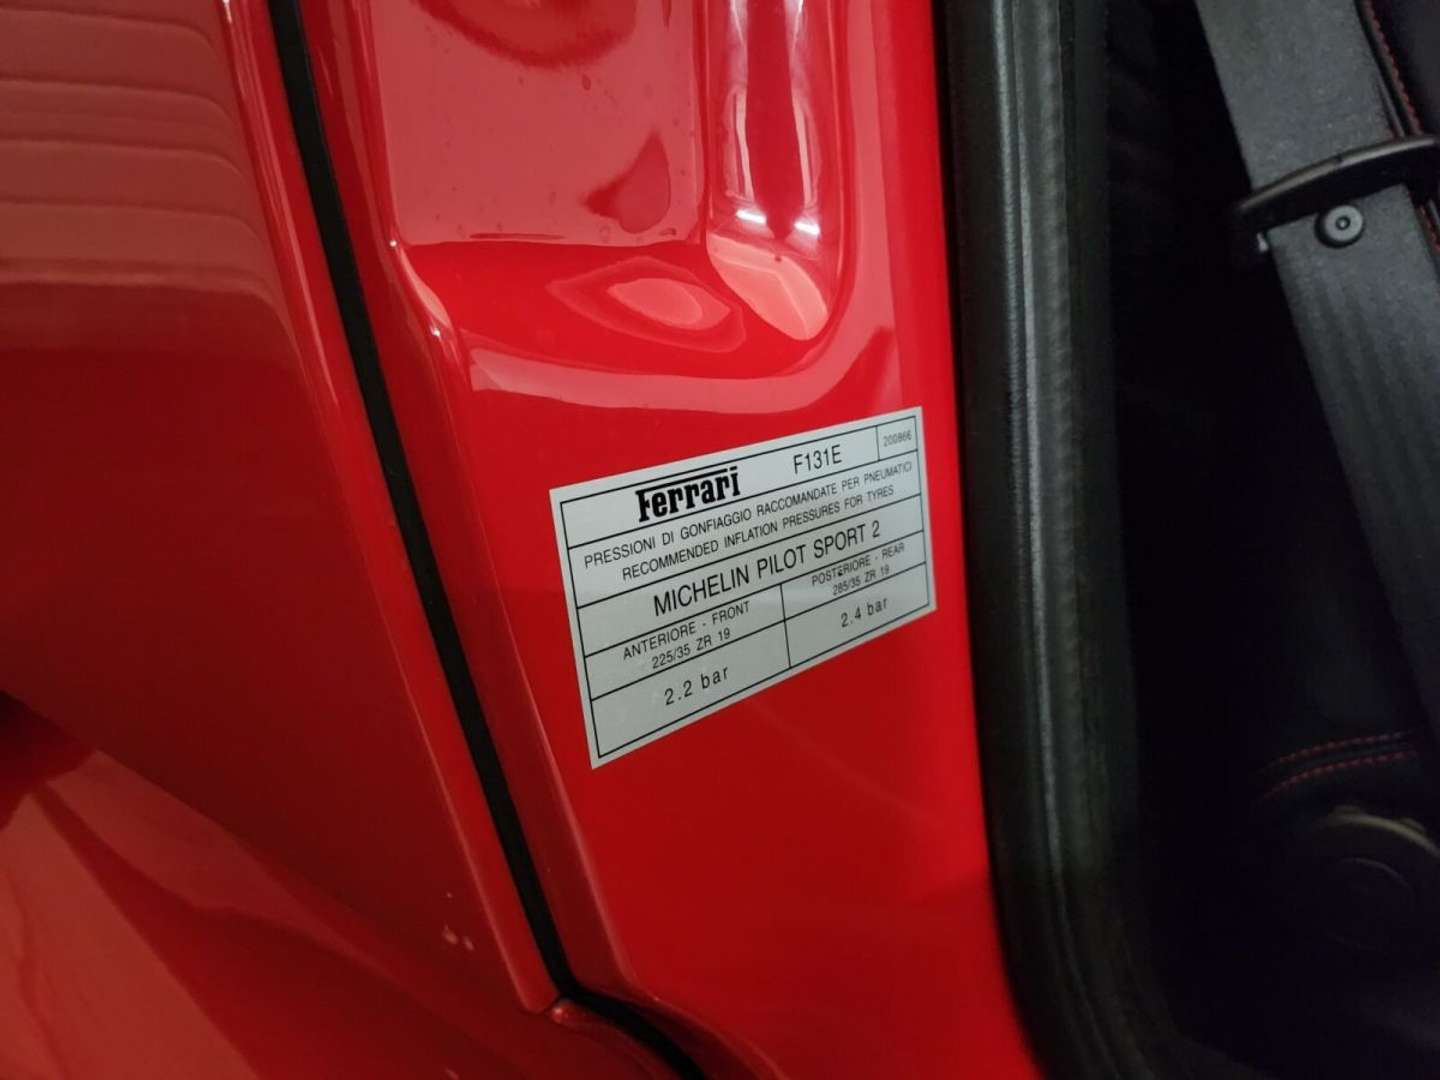 Ferrari F131E 200866
PRESSIONI DI GONFIAGGIO RACCOMANDATE PER PNEUMATICI
RECOMMENDED INFLATION PRESSURES FOR TYRES
MICHELIN PILOT SPORT 2
ANTERIORE - FRONT
225/35 ZR 19
POSTERIORE - REAR
285/35 ZR 19
2.2 bar
2.4 bar